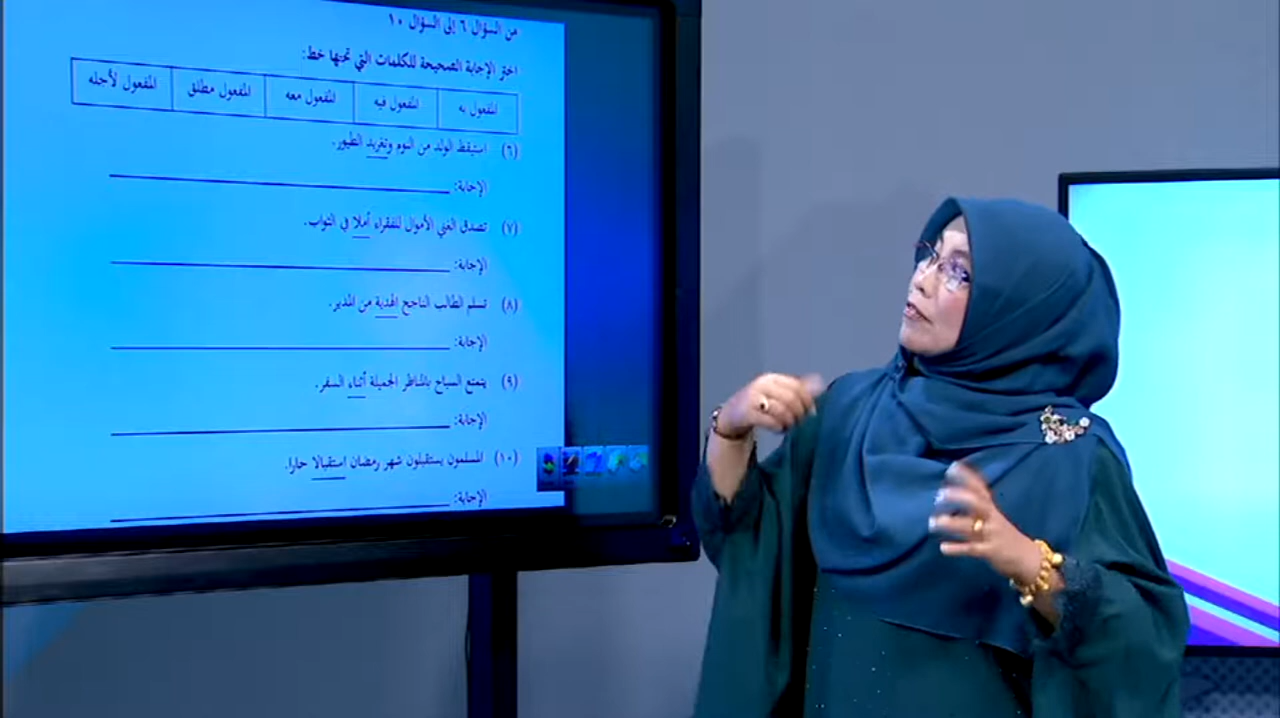 من السؤال ٦ إلى السؤال ١٠
اختر الإجابة الصحيحة للكلمات التي تحتها خط:
المفعول به المفعول فيه المفعول معه المفعول مطلق المفعول لأجله
(٦) استيقظ الولد من النوم وتغريد الطيور.
الإجابة:
(٧) تصدق الغني الأموال للفقراء أملا في الثواب.
الإجابة:
(٨) تسلم الطالب الناجح الهدية من المدير.
الإجابة:
(٩) يتمتع السياح بالمناظر الجميلة أثناء السفر.
الإجابة:
(١٠) المسلمون يستقبلون شهر رمضان استقبالا حارا.
الإجابة: